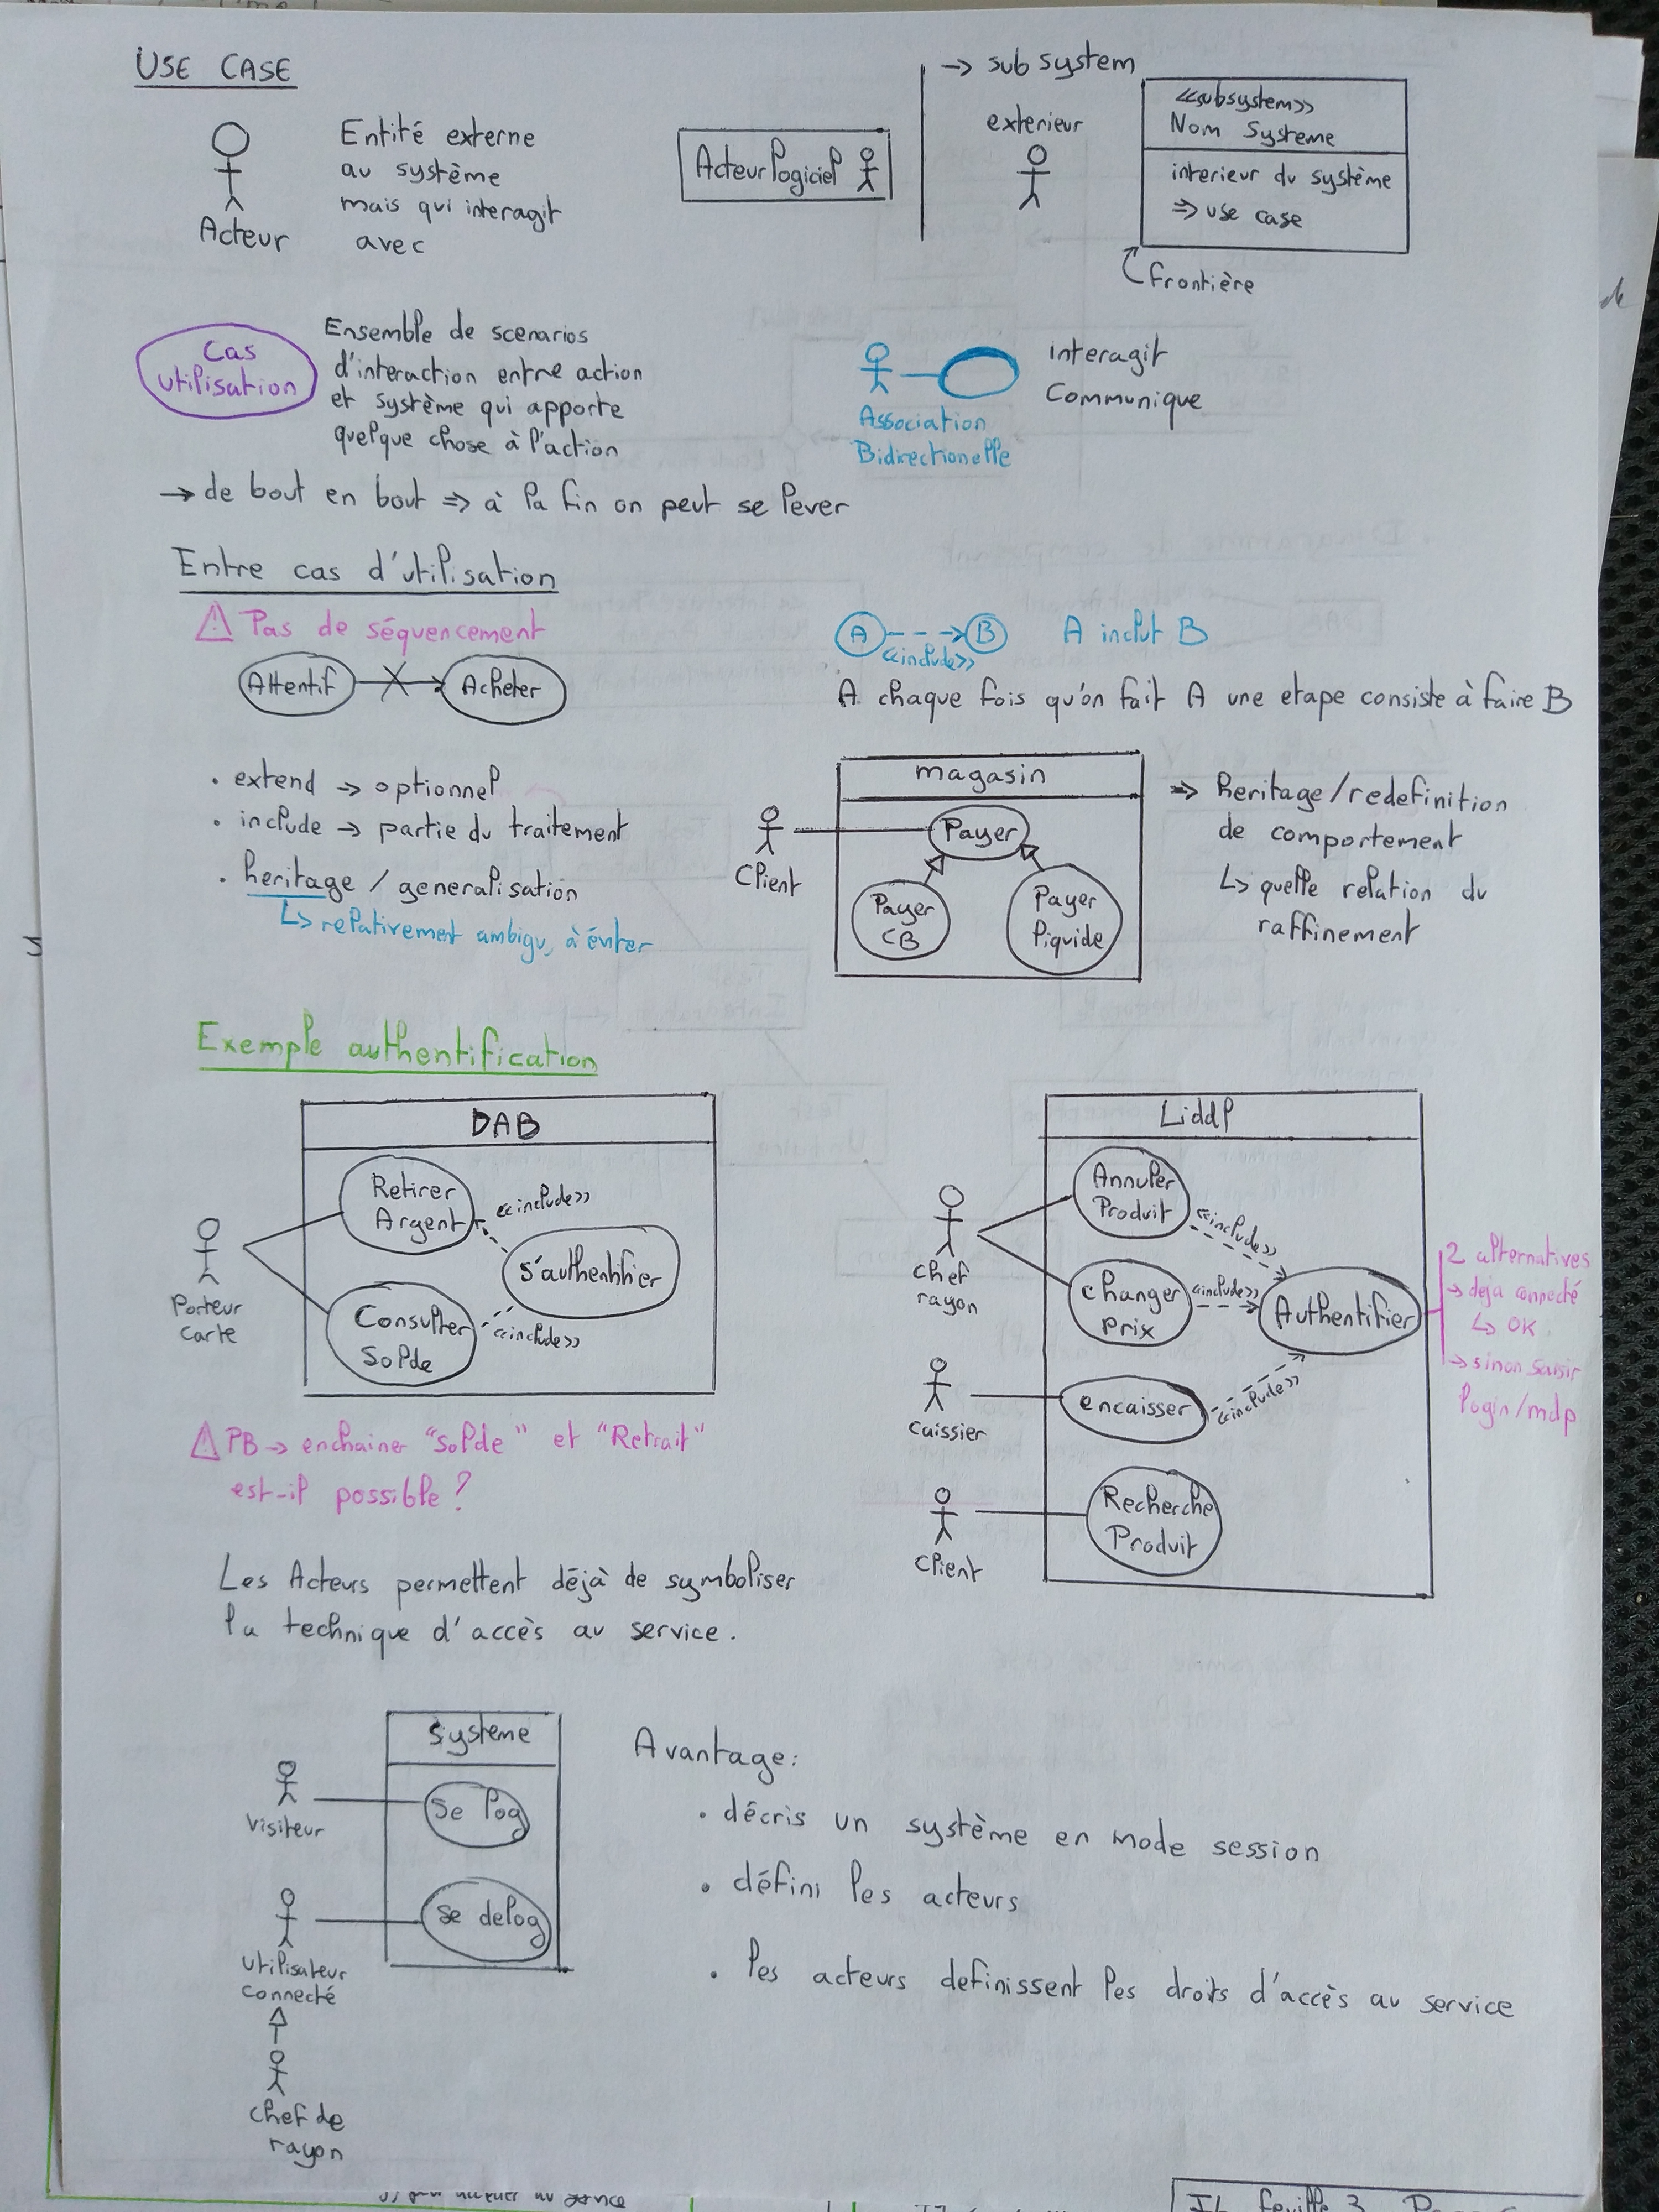 USE CASE
Acteur
Entité externe
au système
mais qui interagit
avec
Acteur logiciel
→ sub system
exterieur
<<subsystem>>
Nom Systeme
interieur du système
=> use case
frontière
Cas
utilisation
Ensemble de scenarios
d'interaction entre action
et système qui apporte
quelque chose à l'action
Association
Bidirectionelle
interagit
Communique
→ de bout en bout => à la fin on peut se lever
Entre cas d'utilisation
⚠ Pas de séquencement
Attentif
Acheter
A
B
<<include>>
A inclut B
A chaque fois qu'on fait A une etape consiste à faire B
. extend → optionnel
. include → partie du traitement
. heritage / generalisation
↳ relativement ambigu, à éviter
magasin
Client
Payer
Payer
CB
Payer
liquide
=> heritage/redefinition
de comportement
↳ quelle relation du
raffinement
Exemple authentification
DAB
Porteur
carte
Retirer
Argent
<<include>>
s'authentifier
Consulter
Solde
<<include>>
⚠ PB → enchainer "Solde" et "Retrait"
est-il possible ?
Liddl
chef
rayon
Annuler
Produit
<<include>>
changer
prix
<<include>>
Authentifier
caissier
encaisser
<<include>>
client
Recherche
Produit
2 alternatives
→ deja connecté
↳ OK
→ sinon saisir
login/mdp
Les Acteurs permettent déjà de symboliser
la technique d'accès au service.
Systeme
Visiteur
Se log
Utilisateur
connecté
se delog
chef de
rayon
Avantage:
. décris un système en mode session
. défini les acteurs
. les acteurs definissent les droits d'accès au service